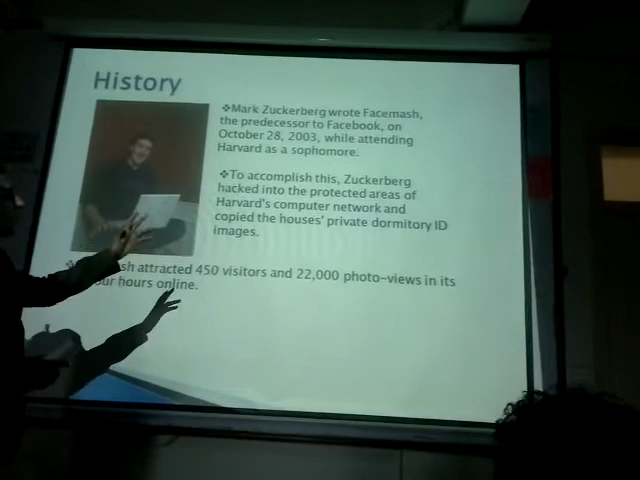 History
❖Mark Zuckerberg wrote Facemash,
the predecessor to Facebook, on
October 28, 2003, while attending
Harvard as a sophomore.
❖To accomplish this, Zuckerberg
hacked into the protected areas of
Harvard's computer network and
copied the houses' private dormitory ID
images.
attracted 450 visitors and 22,000 photo-views in its
hours online.